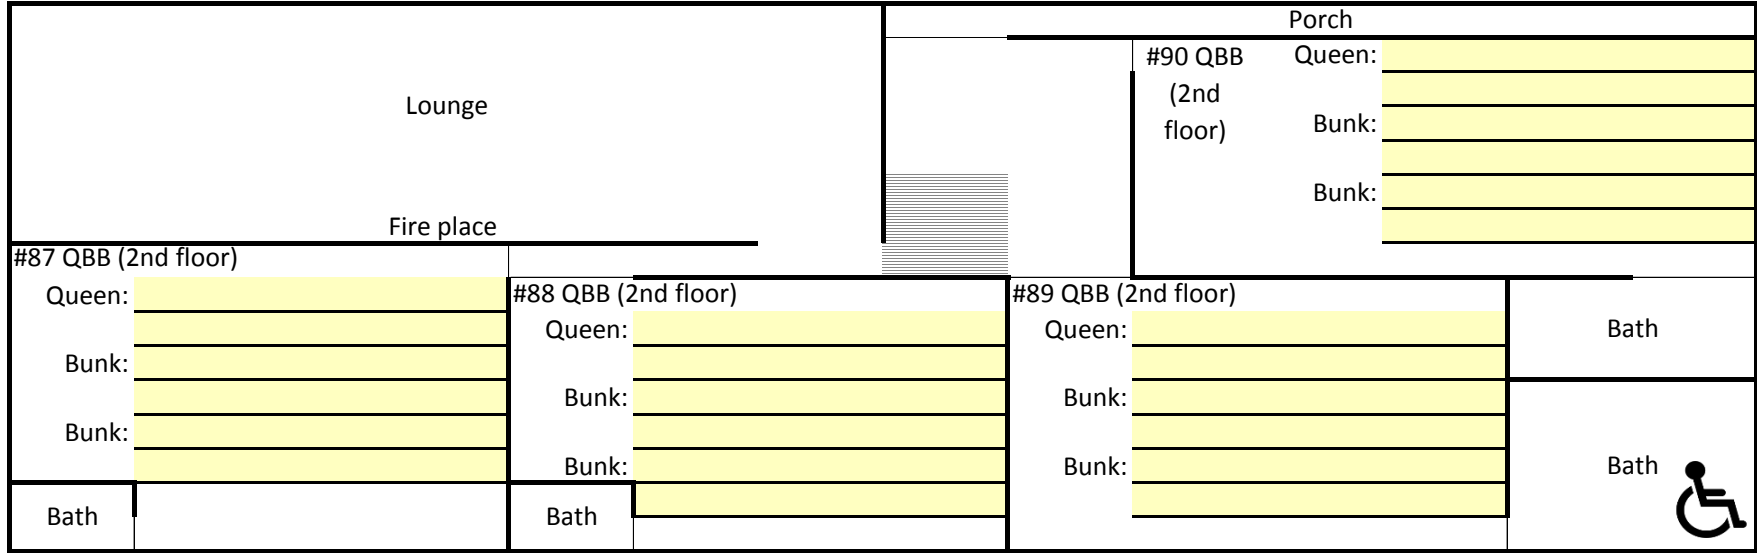 Porch
Lounge
#90 QBB
(2nd
floor)
Queen:
Bunk:
Bunk:
Fire place
#87 QBB (2nd floor)
Queen:
Bunk:
Bunk:
Bath
#88 QBB (2nd floor)
Queen:
Bunk:
Bunk:
Bath
#89 QBB (2nd floor)
Queen:
Bunk:
Bunk:
Bath
Bath